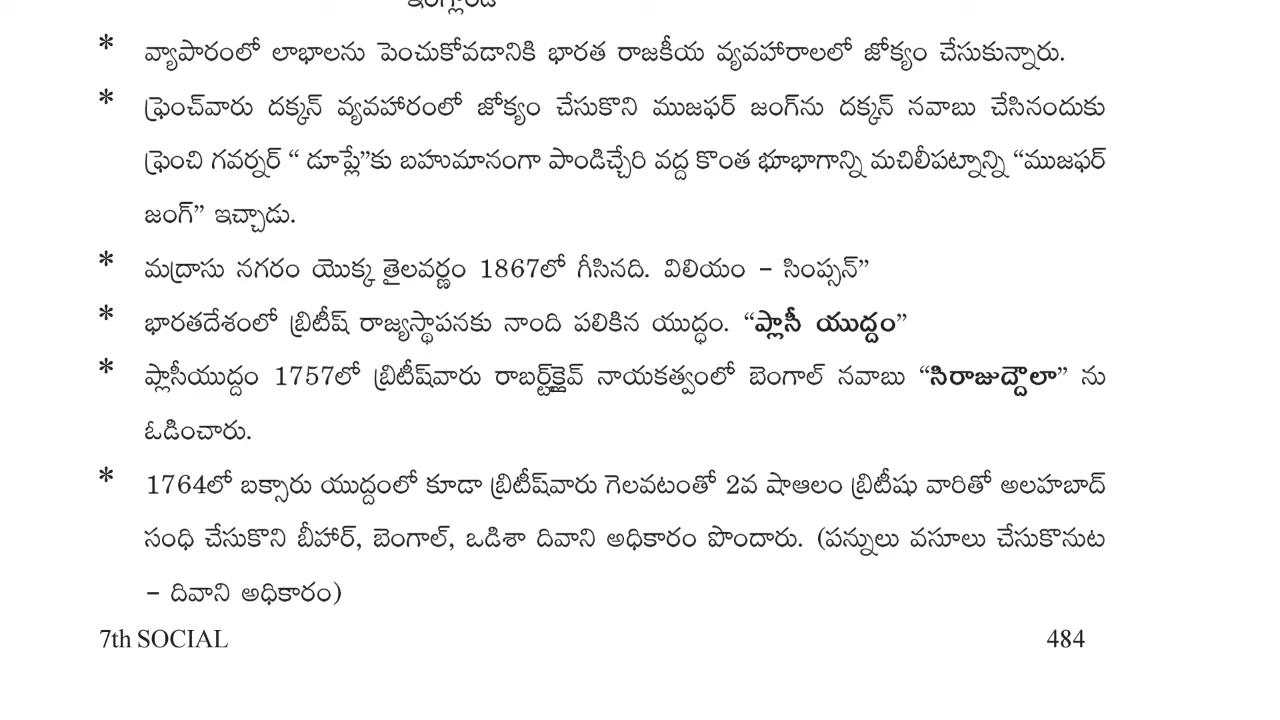 * వ్యాపారంలో లాభాలను పెంచుకోవడానికి భారత రాజకీయ వ్యవహారాలలో జోక్యం చేసుకున్నారు.
* ఫ్రెంచ్‌వారు దక్కన్ వ్యవహారంలో జోక్యం చేసుకొని ముజఫర్ జంగ్‌ను దక్కన్ నవాబు చేసినందుకు
ఫ్రెంచి గవర్నర్ “ డూప్లే”కు బహుమానంగా పాండిచ్చేరి వద్ద కొంత భూభాగాన్ని మచిలీపట్నాన్ని “ముజఫర్
జంగ్” ఇచ్చాడు.
* మద్రాసు నగరం యొక్క తైలవర్ణం 1867లో గీసినది. విలియం – సింప్సన్”
* భారతదేశంలో బ్రిటీష్ రాజ్యస్థాపనకు నాంది పలికిన యుద్ధం. “ప్లాసీ యుద్దం”
* ప్లాసీయుద్దం 1757లో బ్రిటీష్‌వారు రాబర్ట్‌క్లైవ్ నాయకత్వంలో బెంగాల్ నవాబు “సిరాజుద్దౌలా” ను
ఓడించారు.
* 1764లో బక్సారు యుద్దంలో కూడా బ్రిటీష్‌వారు గెలవటంతో 2వ షాఆలం బ్రిటీషు వారితో అలహబాద్
సంధి చేసుకొని బీహార్, బెంగాల్, ఒడిశా దివాని అధికారం పొందారు. (పన్నులు వసూలు చేసుకొనుట
– దివాని అధికారం)
7th SOCIAL 484